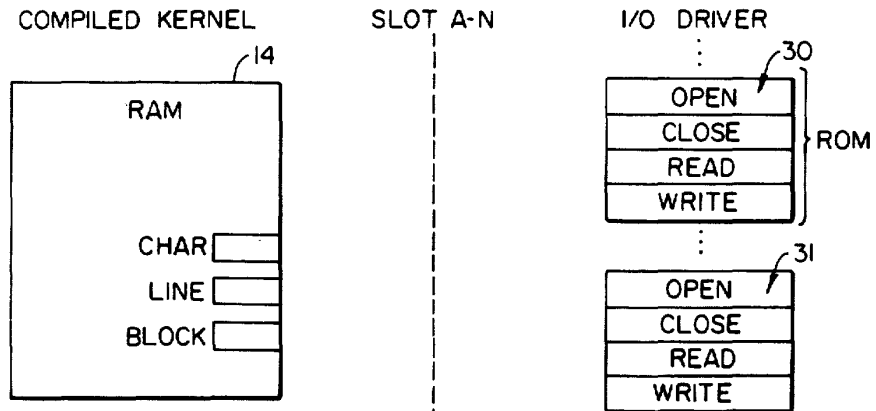 COMPILED KERNEL
SLOT A-N
I/O DRIVER
14
RAM
CHAR
LINE
BLOCK
30
OPEN
CLOSE
READ
WRITE
ROM
31
OPEN
CLOSE
READ
WRITE